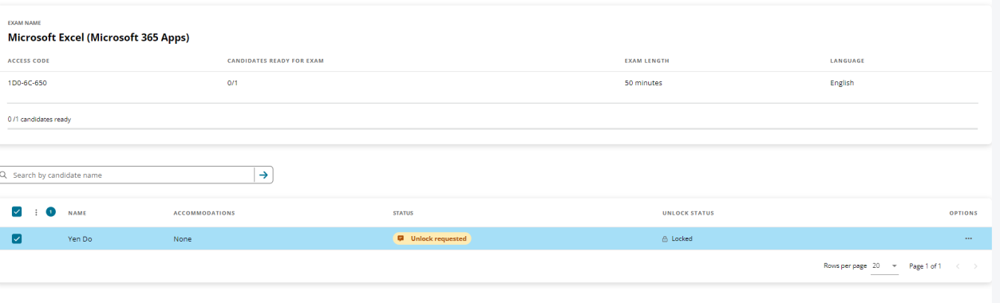 EXAM NAME
Microsoft Excel (Microsoft 365 Apps)
ACCESS CODE CANDIDATES READY FOR EXAM EXAM LENGTH LANGUAGE
1D0-6C-650 0/1 50 minutes English
0 /1 candidates ready
Search by candidate name
1 NAME ACCOMMODATIONS STATUS UNLOCK STATUS OPTIONS
Yen Do None Unlock requested Locked
Rows per page 20 Page 1 of 1